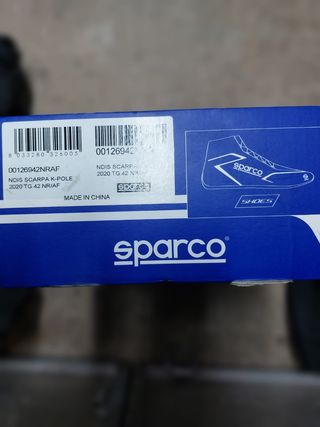 8 033280 326005
00126942NRAF
NDIS SCARPA K-POLE
2020 TG.42 NR/AF
00126942
NDIS SCARPA
2020 TG.42 NR/AF
sparco
MADE IN CHINA
SHOES
sparco